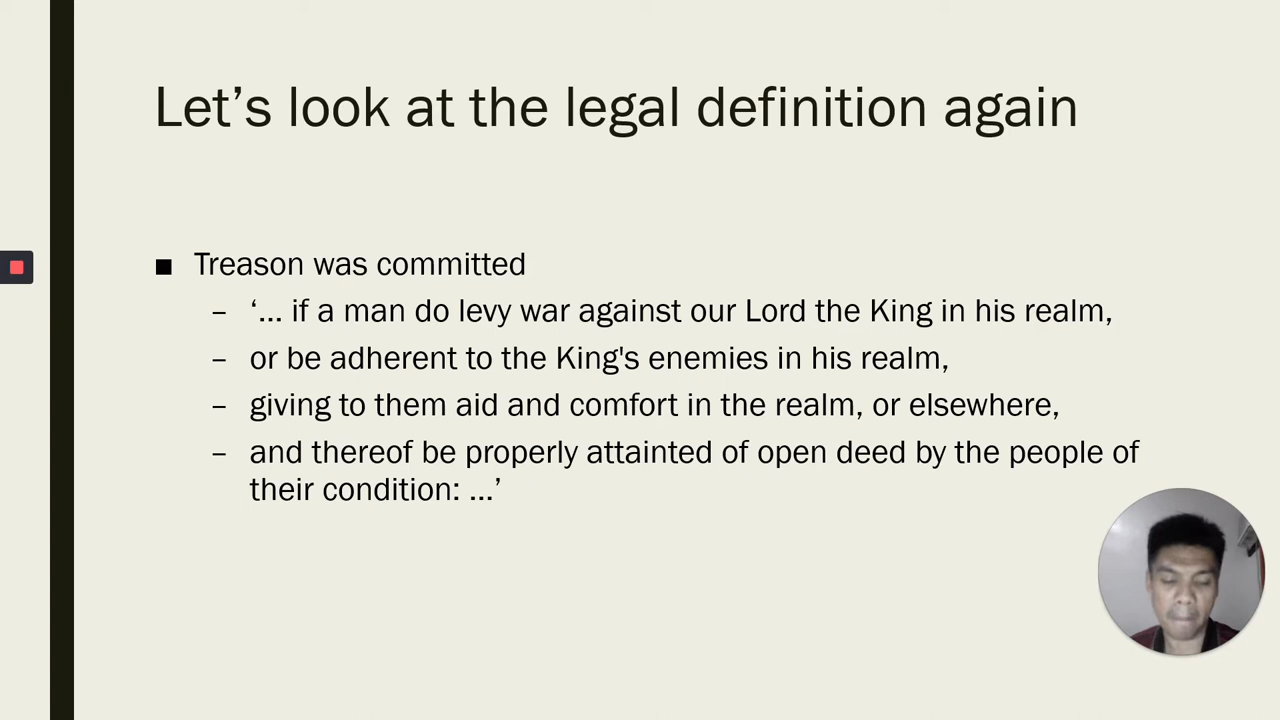 Let’s look at the legal definition again
■ Treason was committed
– ‘… if a man do levy war against our Lord the King in his realm,
– or be adherent to the King's enemies in his realm,
– giving to them aid and comfort in the realm, or elsewhere,
– and thereof be properly attainted of open deed by the people of
their condition: …’